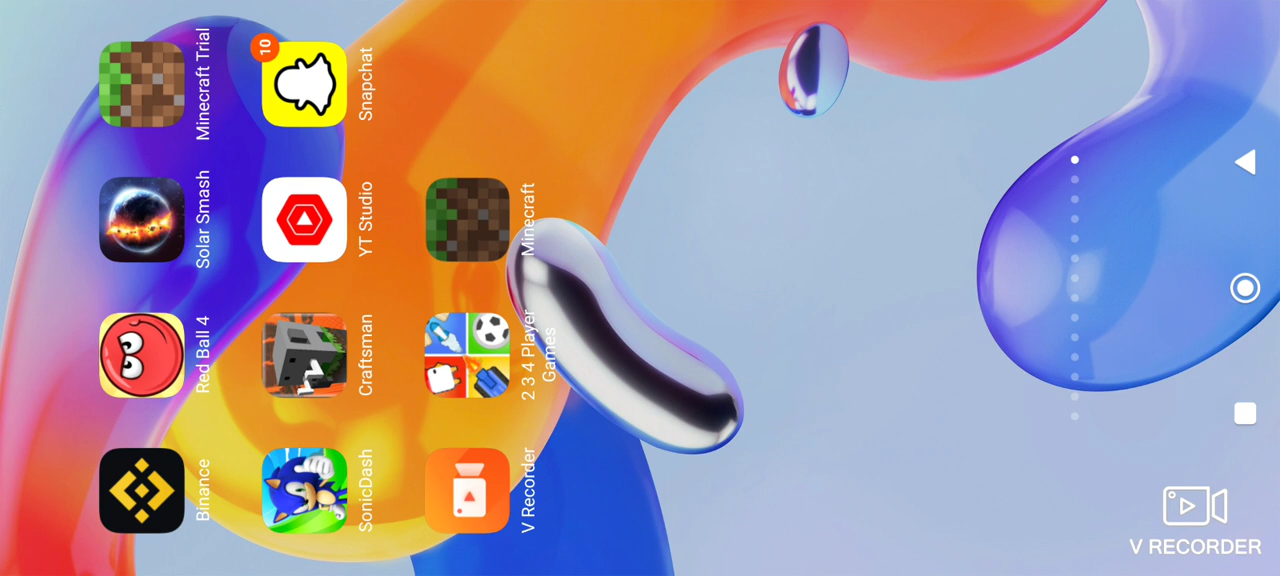 Binance
Red Ball 4
Solar Smash
Minecraft Trial
10
SonicDash
Craftsman
YT Studio
Snapchat
V Recorder
2 3 4 Player
Games
Minecraft
V RECORDER